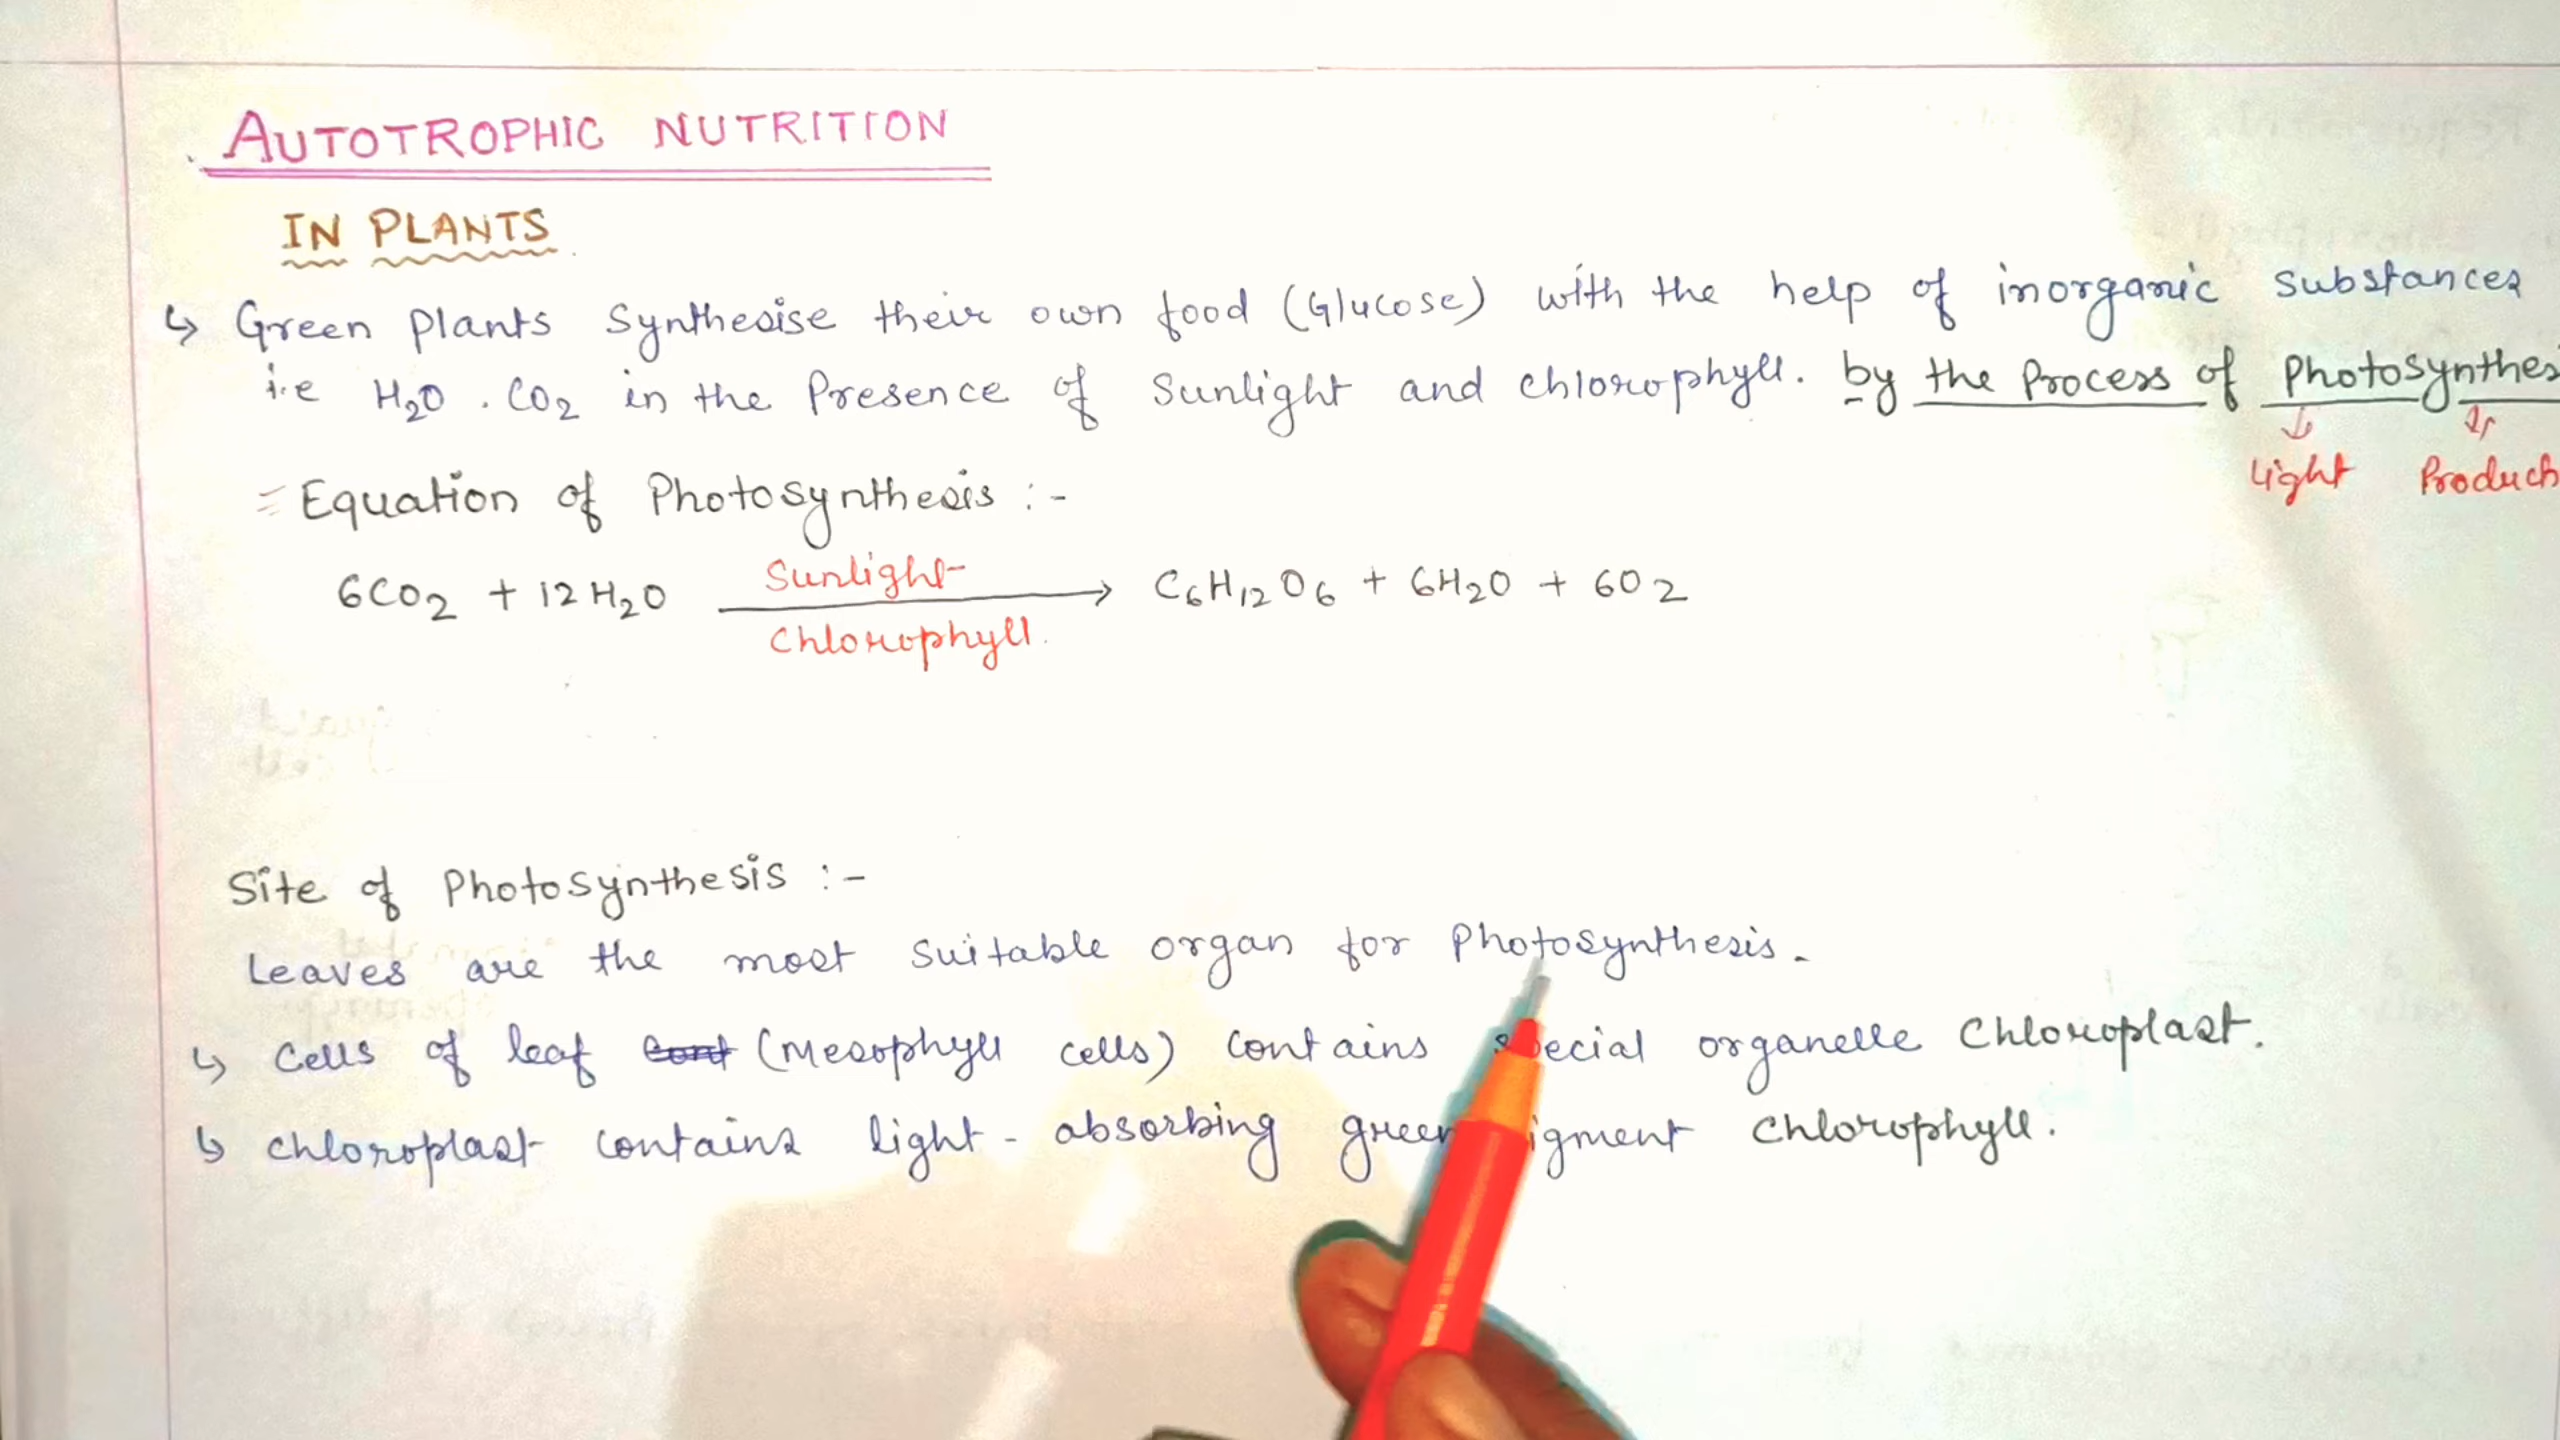 AUTOTROPHIC NUTRITION
IN PLANTS
↳ Green plants Synthesise their own food (Glucose) with the help of inorganic substances
i.e H₂O . CO₂ in the Presence of Sunlight and chlorophyll. by the Process of Photosynthes
Light Product
= Equation of Photosynthesis :-
6CO₂ + 12H₂O Sunlight Chlorophyll → C₆H₁₂O₆ + 6H₂O + 6O₂
Site of Photosynthesis :-
Leaves are the most suitable organ for Photosynthesis.
↳ Cells of leaf (Mesophyll cells) contains special organelle Chloroplast.
↳ chloroplast contains light-absorbing green pigment Chlorophyll.